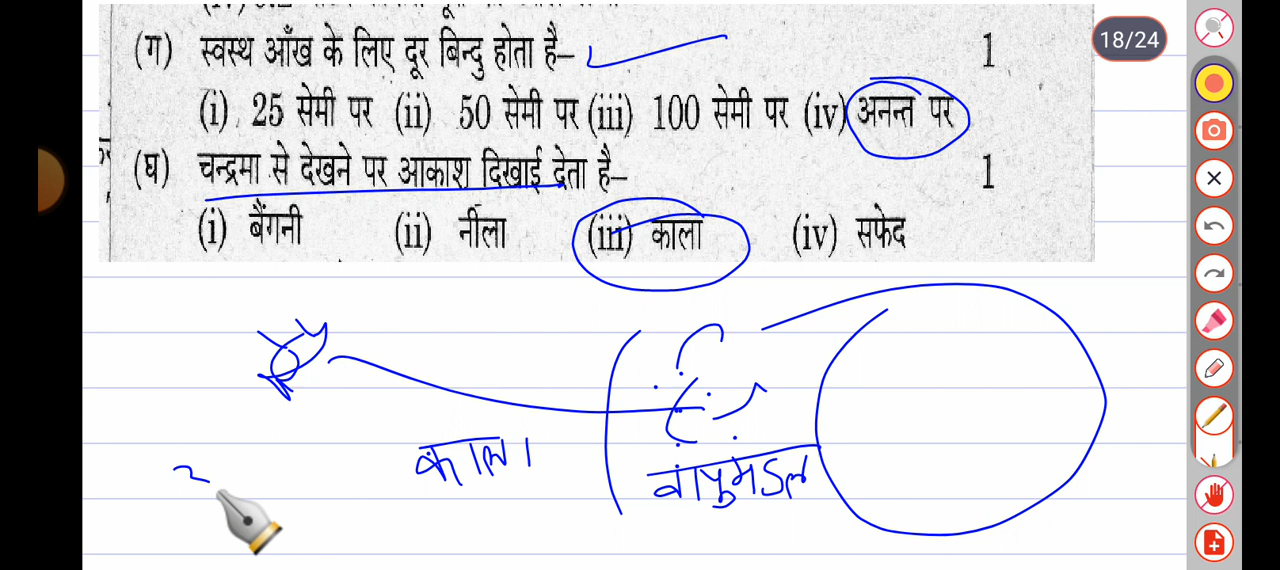 (ग) स्वस्थ आँख के लिए दूर बिन्दु होता है– 1
18/24
(i) 25 सेमी पर (ii) 50 सेमी पर (iii) 100 सेमी पर (iv) अनन्त पर
(घ) चन्द्रमा से देखने पर आकाश दिखाई देता है– 1
(i) बैंगनी (ii) नीला (iii) काला (iv) सफेद
काला
वायुमंडल